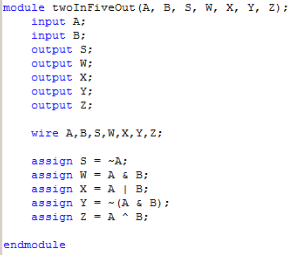 module twoInFiveOut(A, B, S, W, X, Y, Z);
input A;
input B;
output S;
output W;
output X;
output Y;
output Z;
wire A,B,S,W,X,Y,Z;
assign S = ~A;
assign W = A & B;
assign X = A | B;
assign Y = ~(A & B);
assign Z = A ^ B;
endmodule